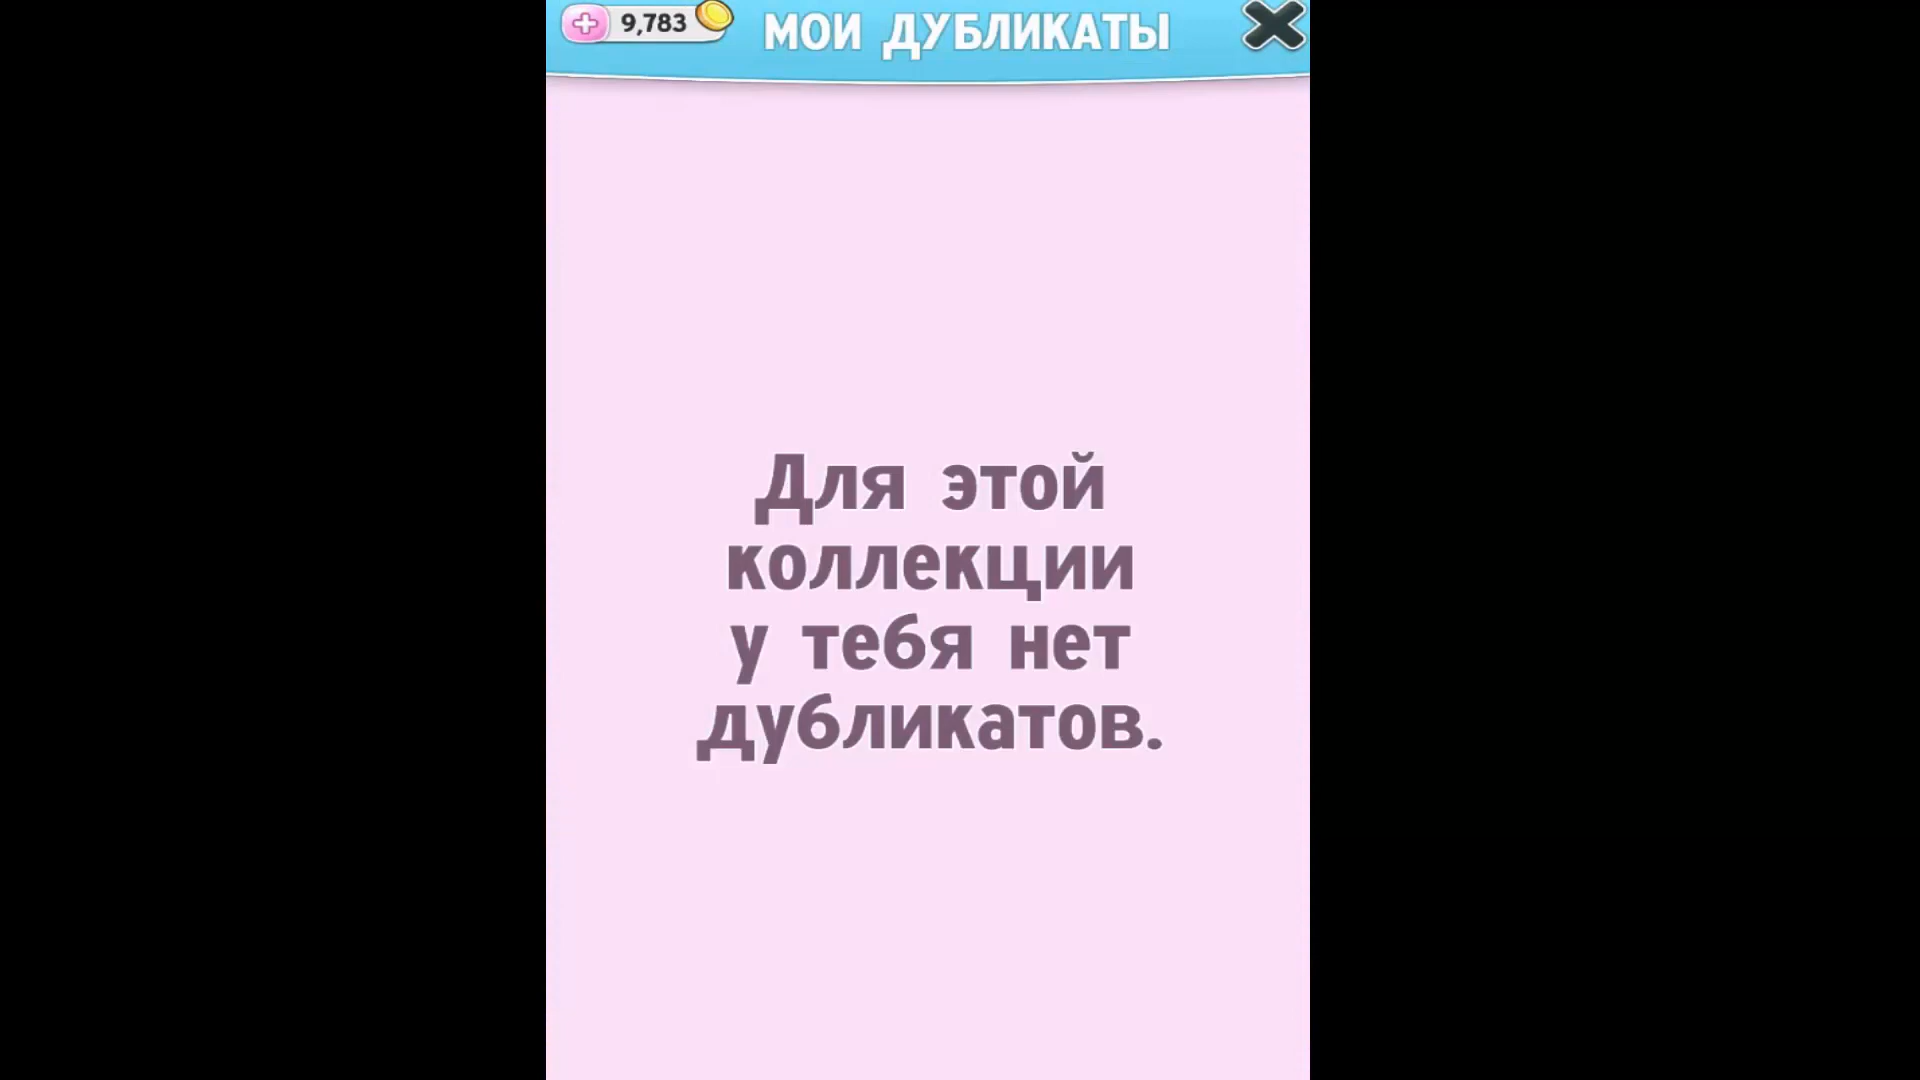 9,783 МОИ ДУБЛИКАТЫ
Для этой
коллекции
у тебя нет
дубликатов.